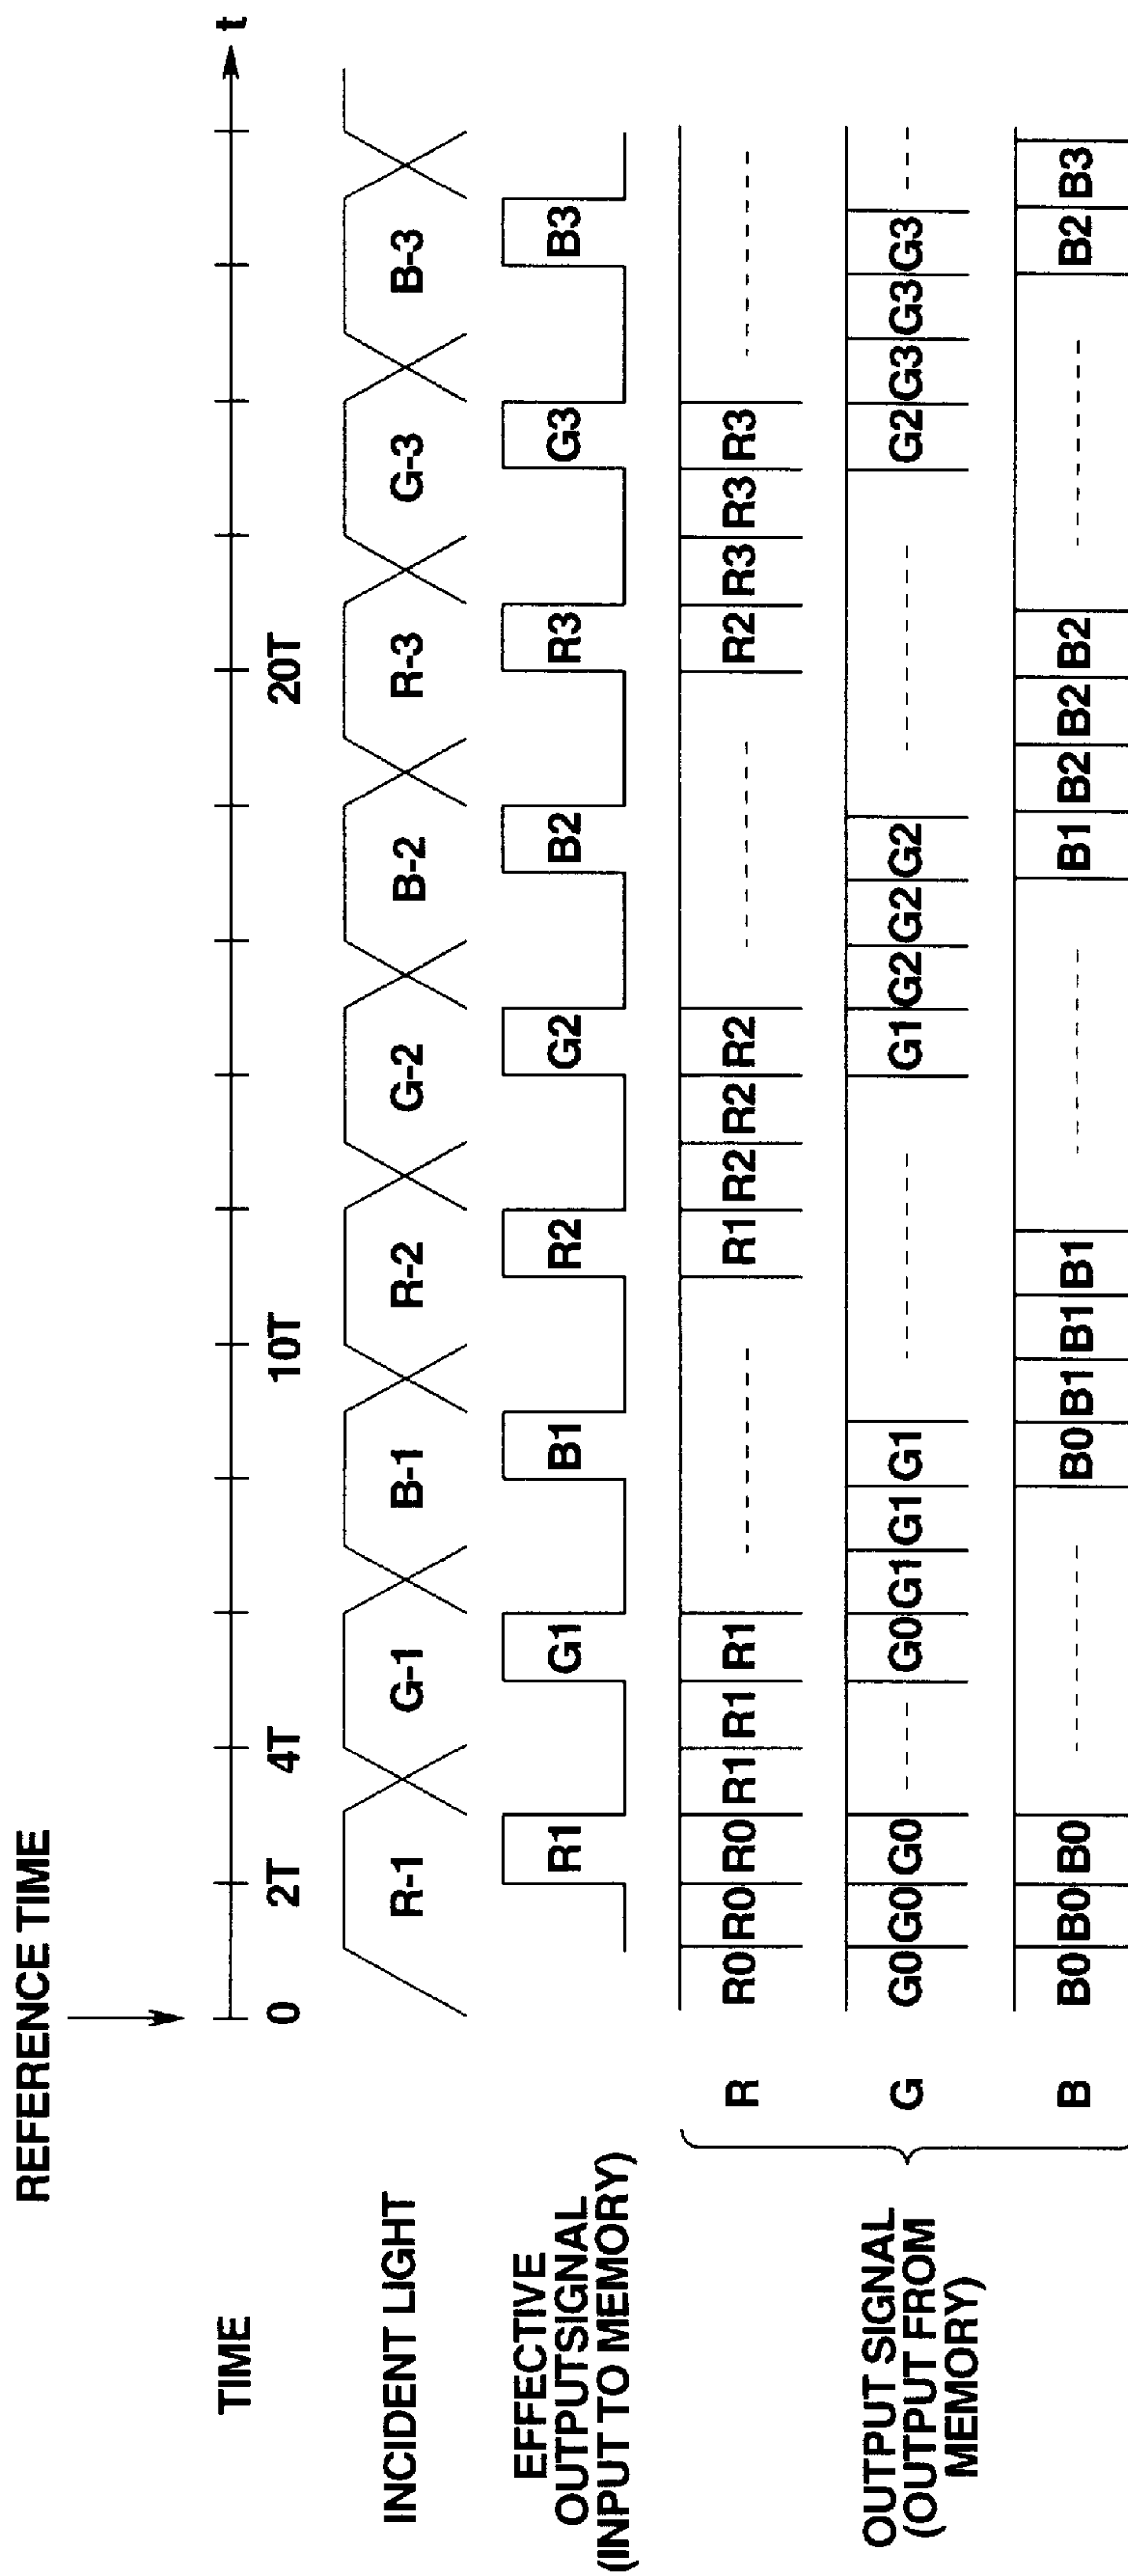 REFERENCE TIME
TIME
0 2T 4T 10T 20T t
INCIDENT LIGHT
R-1 G-1 B-1 R-2 G-2 B-2 R-3 G-3 B-3
EFFECTIVE
OUTPUTSIGNAL
(INPUT TO MEMORY)
R1 G1 B1 R2 G2 B2 R3 G3 B3
OUTPUT SIGNAL
(OUTPUT FROM
MEMORY)
R
R0 R0 R0 R1 R1 R1 R1 R2 R2 R2 R2 R3 R3 R3
G
G0 G0 G0 G0 G1 G1 G1 G1 G2 G2 G2 G2 G3 G3 G3
B
B0 B0 B0 B0 B1 B1 B1 B1 B2 B2 B2 B2 B3